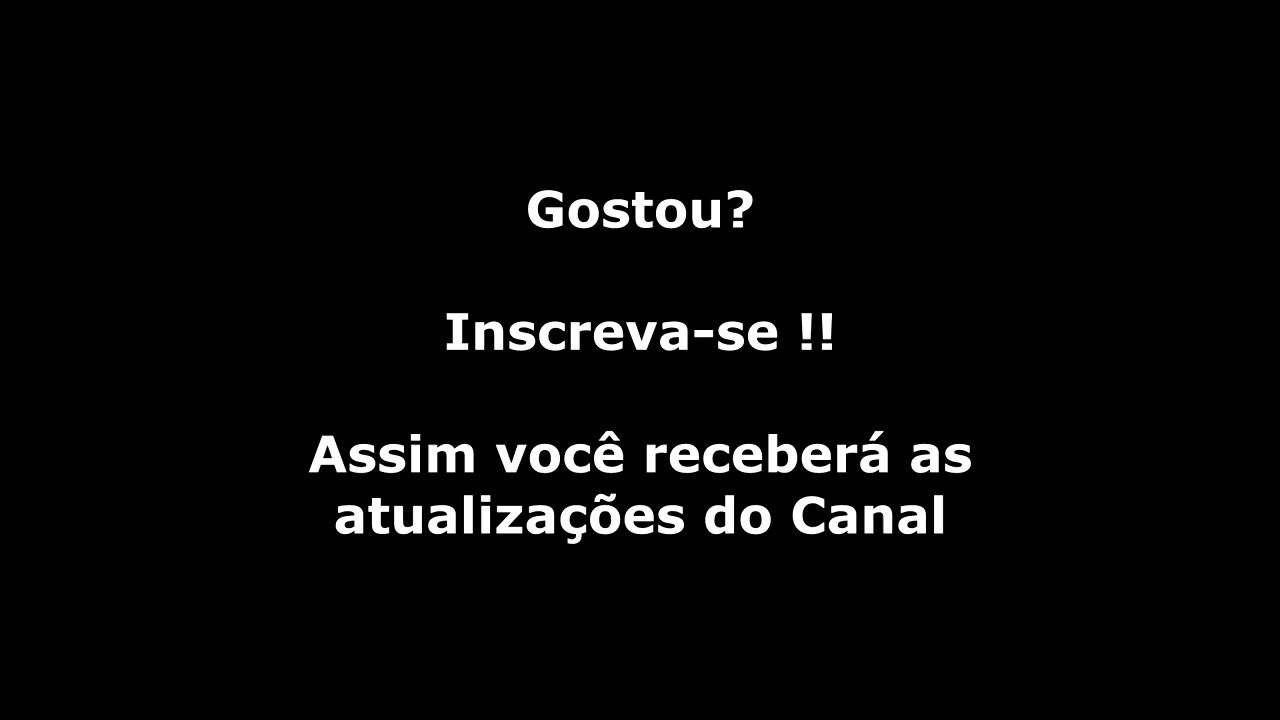 Gostou?
Inscreva-se !!
Assim você receberá as
atualizações do Canal